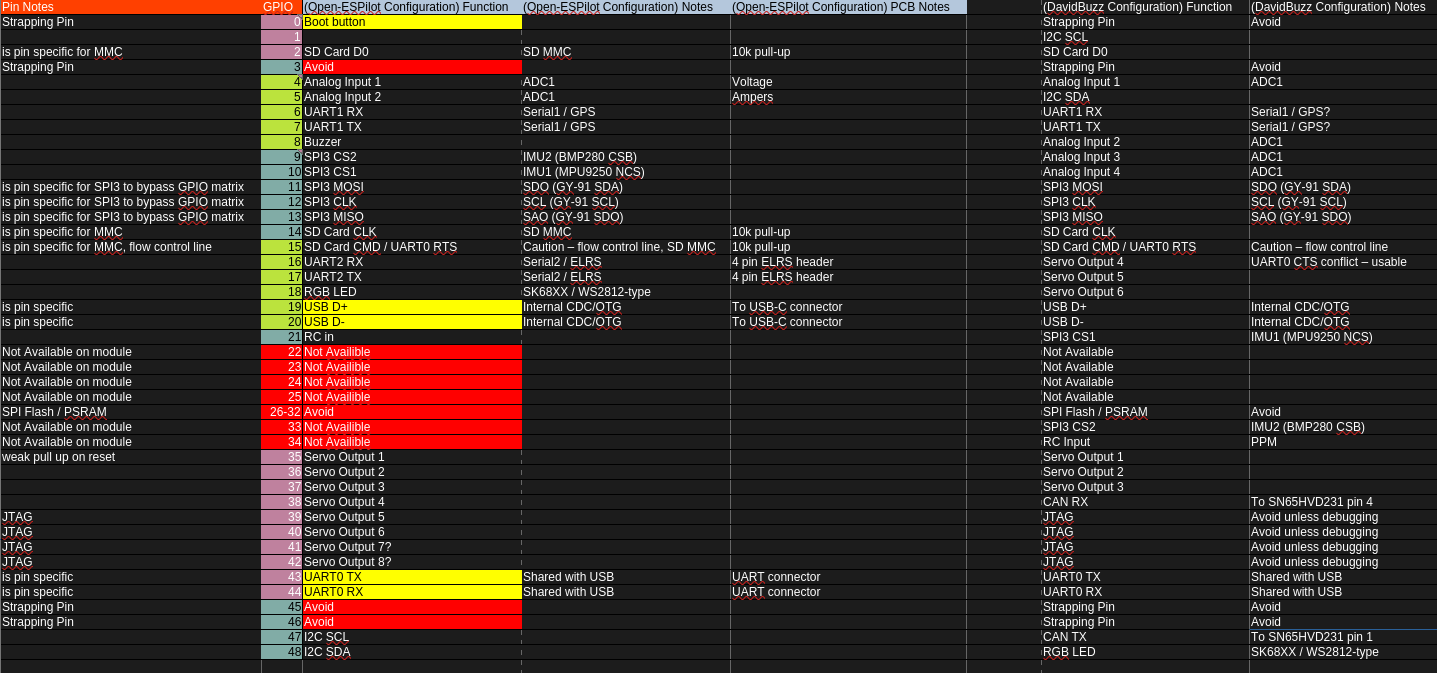 Pin Notes GPIO (Open-ESPilot Configuration) Function (Open-ESPilot Configuration) Notes (Open-ESPilot Configuration) PCB Notes (DavidBuzz Configuration) Function (DavidBuzz Configuration) Notes
Strapping Pin 0 Boot button Strapping Pin Avoid
1 I2C SCL
is pin specific for MMC 2 SD Card D0 SD MMC 10k pull-up SD Card D0
Strapping Pin 3 Avoid Strapping Pin Avoid
4 Analog Input 1 ADC1 Voltage Analog Input 1 ADC1
5 Analog Input 2 ADC1 Ampers I2C SDA
6 UART1 RX Serial1 / GPS UART1 RX Serial1 / GPS?
7 UART1 TX Serial1 / GPS UART1 TX Serial1 / GPS?
8 Buzzer Analog Input 2 ADC1
9 SPI3 CS2 IMU2 (BMP280 CSB) Analog Input 3 ADC1
10 SPI3 CS1 IMU1 (MPU9250 NCS) Analog Input 4 ADC1
is pin specific for SPI3 to bypass GPIO matrix 11 SPI3 MOSI SDO (GY-91 SDA) SPI3 MOSI SDO (GY-91 SDA)
is pin specific for SPI3 to bypass GPIO matrix 12 SPI3 CLK SCL (GY-91 SCL) SPI3 CLK SCL (GY-91 SCL)
is pin specific for SPI3 to bypass GPIO matrix 13 SPI3 MISO SAO (GY-91 SDO) SPI3 MISO SAO (GY-91 SDO)
is pin specific for MMC 14 SD Card CLK SD MMC 10k pull-up SD Card CLK
is pin specific for MMC, flow control line 15 SD Card CMD / UART0 RTS Caution – flow control line, SD MMC 10k pull-up SD Card CMD / UART0 RTS Caution – flow control line
16 UART2 RX Serial2 / ELRS 4 pin ELRS header Servo Output 4 UART0 CTS conflict – usable
17 UART2 TX Serial2 / ELRS 4 pin ELRS header Servo Output 5
18 RGB LED SK68XX / WS2812-type Servo Output 6
is pin specific 19 USB D+ Internal CDC/OTG To USB-C connector USB D+ Internal CDC/OTG
is pin specific 20 USB D- Internal CDC/OTG To USB-C connector USB D- Internal CDC/OTG
21 RC in SPI3 CS1 IMU1 (MPU9250 NCS)
Not Available on module 22 Not Availible Not Available
Not Available on module 23 Not Availible Not Available
Not Available on module 24 Not Availible Not Available
Not Available on module 25 Not Availible Not Available
SPI Flash / PSRAM 26-32 Avoid SPI Flash / PSRAM Avoid
Not Available on module 33 Not Availible SPI3 CS2 IMU2 (BMP280 CSB)
Not Available on module 34 Not Availible RC Input PPM
weak pull up on reset 35 Servo Output 1 Servo Output 1
36 Servo Output 2 Servo Output 2
37 Servo Output 3 Servo Output 3
38 Servo Output 4 CAN RX To SN65HVD231 pin 4
JTAG 39 Servo Output 5 JTAG Avoid unless debugging
JTAG 40 Servo Output 6 JTAG Avoid unless debugging
JTAG 41 Servo Output 7? JTAG Avoid unless debugging
JTAG 42 Servo Output 8? JTAG Avoid unless debugging
is pin specific 43 UART0 TX Shared with USB UART connector UART0 TX Shared with USB
is pin specific 44 UART0 RX Shared with USB UART connector UART0 RX Shared with USB
Strapping Pin 45 Avoid Strapping Pin Avoid
Strapping Pin 46 Avoid Strapping Pin Avoid
47 I2C SCL CAN TX To SN65HVD231 pin 1
48 I2C SDA RGB LED SK68XX / WS2812-type